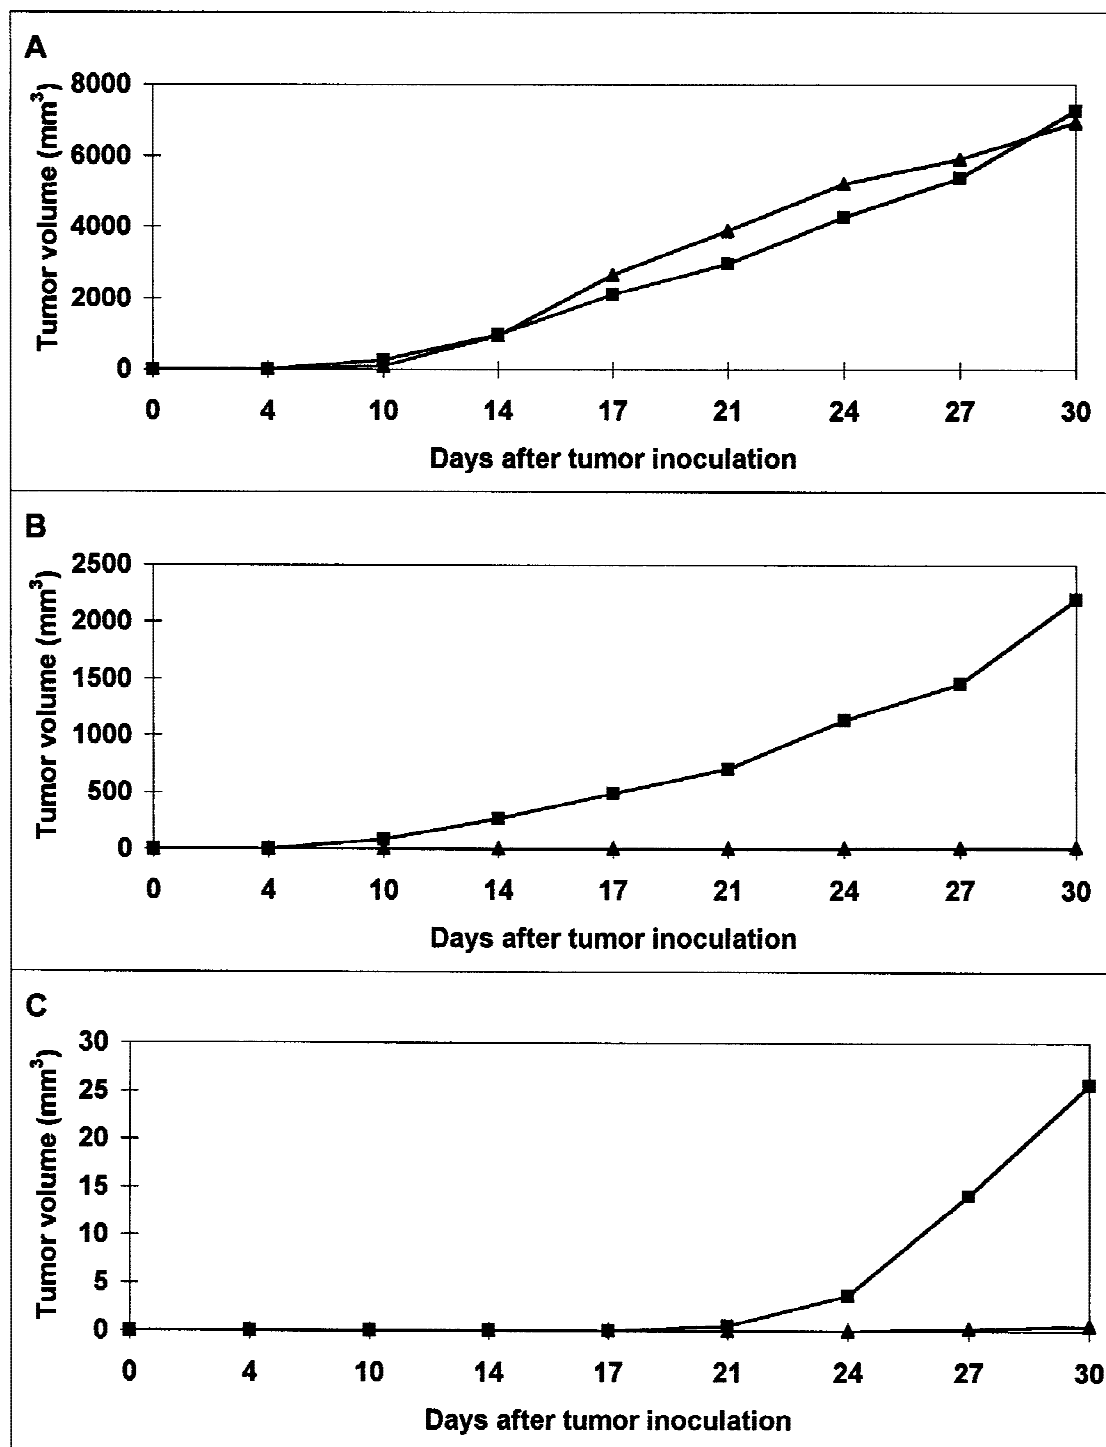 A
Tumor volume (mm³)
8000
6000
4000
2000
0
0 4 10 14 17 21 24 27 30
Days after tumor inoculation
B
Tumor volume (mm³)
2500
2000
1500
1000
500
0
0 4 10 14 17 21 24 27 30
Days after tumor inoculation
C
Tumor volume (mm³)
30
25
20
15
10
5
0
0 4 10 14 17 21 24 27 30
Days after tumor inoculation